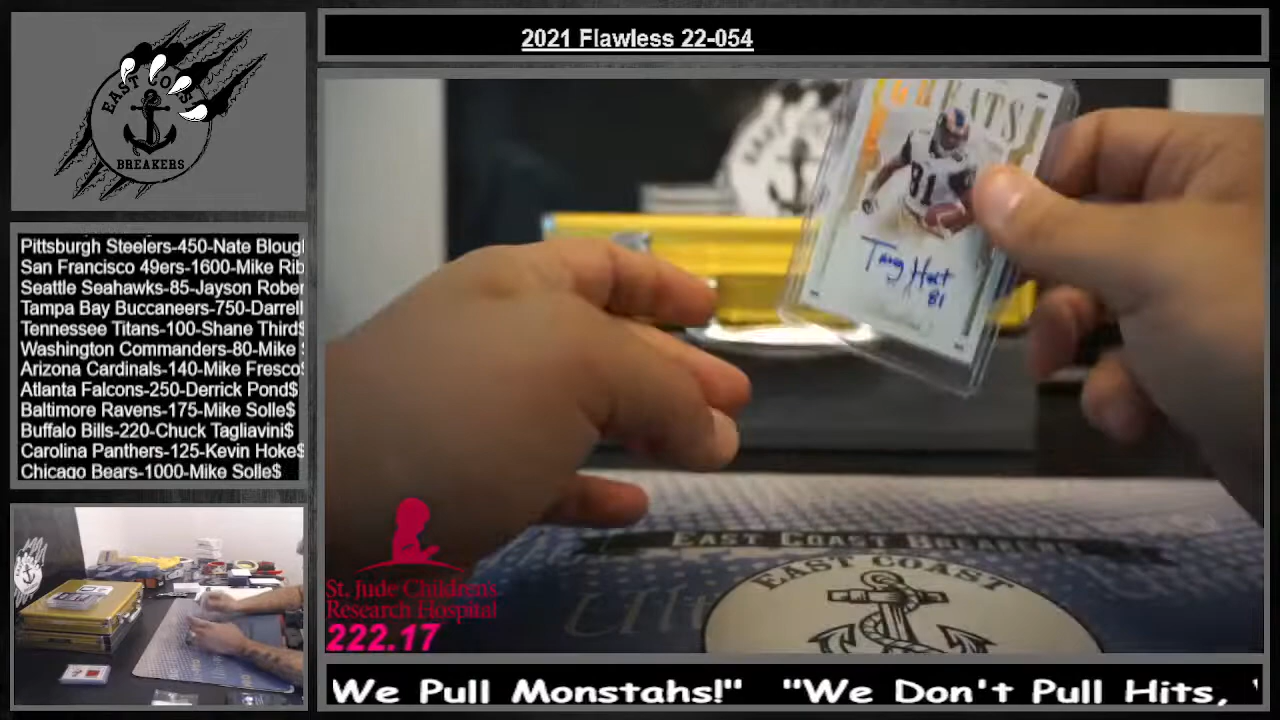 2021 Flawless 22-054
EAST COAST
BREAKERS
Pittsburgh Steelers-450-Nate Bloug
San Francisco 49ers-1600-Mike Rib
Seattle Seahawks-85-Jayson Rober
Tampa Bay Buccaneers-750-Darrell
Tennessee Titans-100-Shane Third$
Washington Commanders-80-Mike
Arizona Cardinals-140-Mike Fresco
Atlanta Falcons-250-Derrick Pond$
Baltimore Ravens-175-Mike Solle$
Buffalo Bills-220-Chuck Tagliavini$
Carolina Panthers-125-Kevin Hoke$
Chicago Bears-1000-Mike Solle$
GREATS
81
Torry Holt
81
EAST COAST
EAST COAST
St. Jude Children's
Research Hospital
222.17
We Pull Monstahs!" "We Don't Pull Hits,